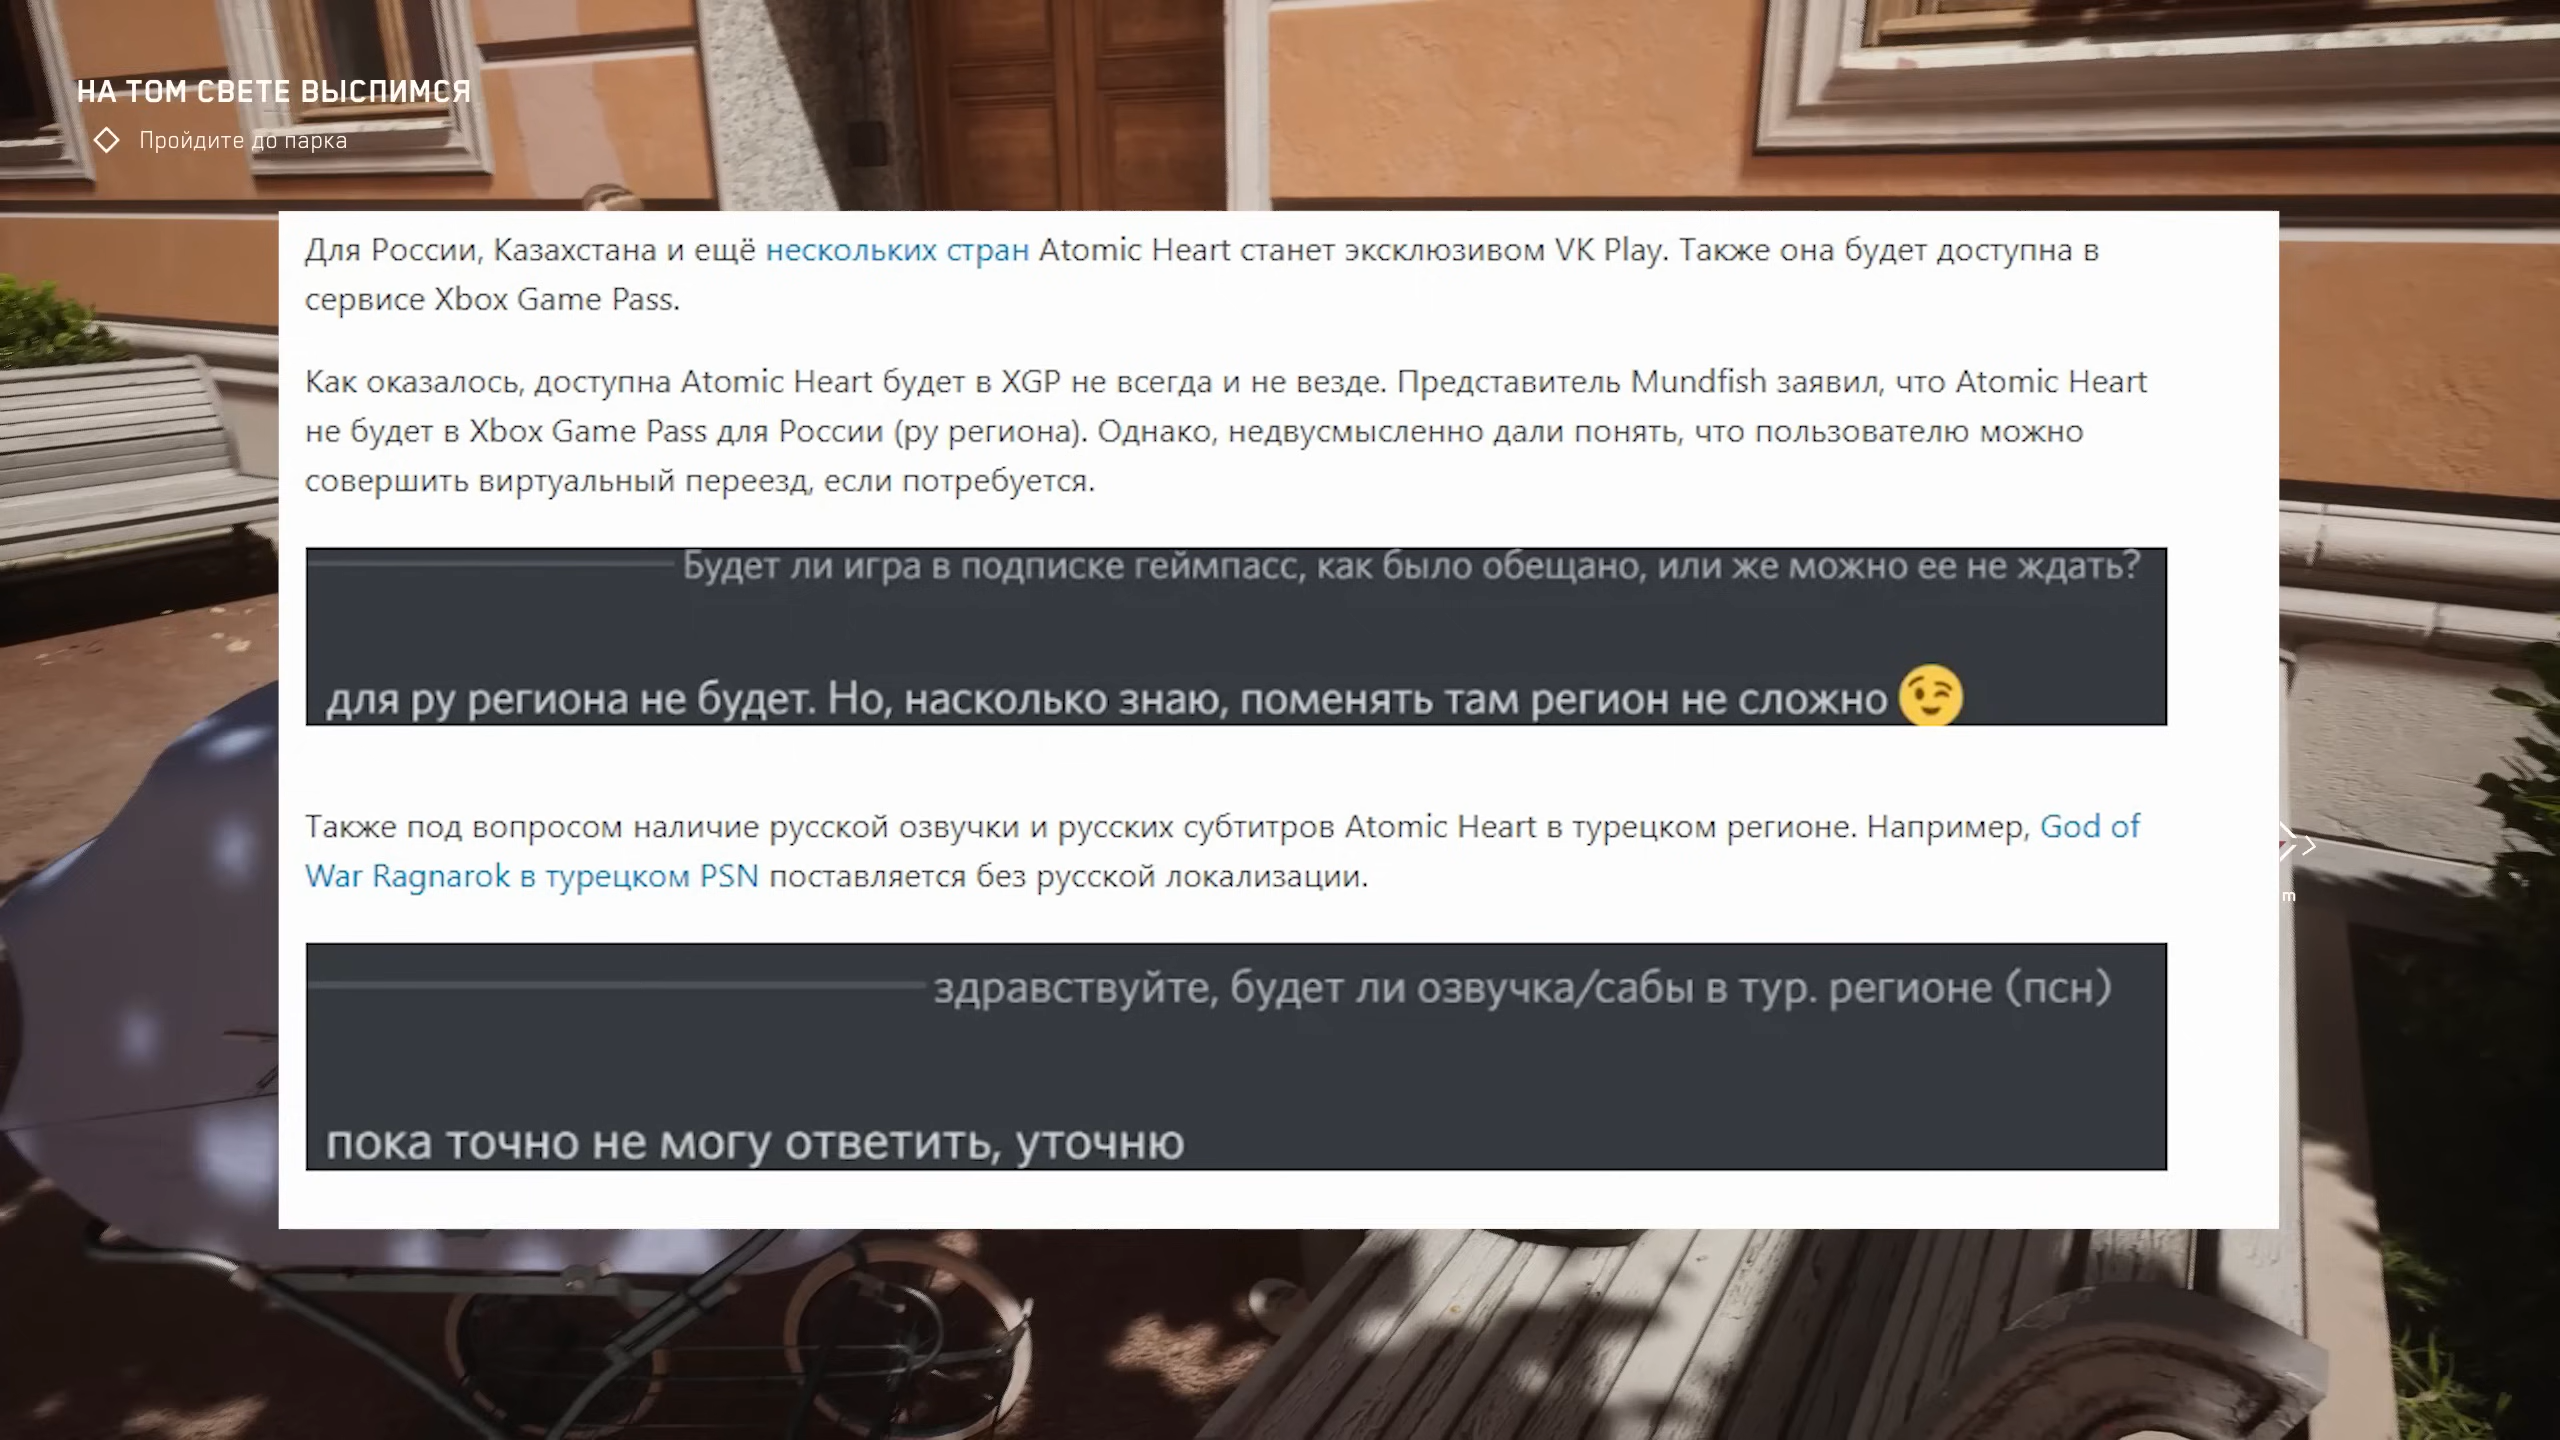 НА ТОМ СВЕТЕ ВЫСПИМСЯ
Пройдите до парка
Для России, Казахстана и ещё нескольких стран Atomic Heart станет эксклюзивом VK Play. Также она будет доступна в
сервисе Xbox Game Pass.
Как оказалось, доступна Atomic Heart будет в XGP не всегда и не везде. Представитель Mundfish заявил, что Atomic Heart
не будет в Xbox Game Pass для России (ру региона). Однако, недвусмысленно дали понять, что пользователю можно
совершить виртуальный переезд, если потребуется.
Будет ли игра в подписке геймпасс, как было обещано, или же можно ее не ждать?
для ру региона не будет. Но, насколько знаю, поменять там регион не сложно 😉
Также под вопросом наличие русской озвучки и русских субтитров Atomic Heart в турецком регионе. Например, God of
War Ragnarok в турецком PSN поставляется без русской локализации.
здравствуйте, будет ли озвучка/сабы в тур. регионе (псн)
пока точно не могу ответить, уточню
m